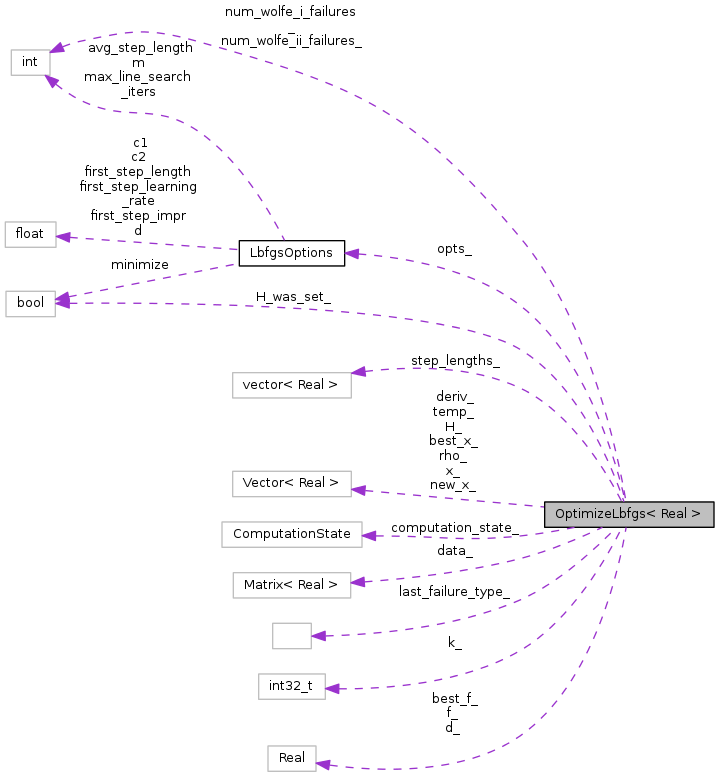 num_wolfe_i_failures
_
num_wolfe_ii_failures_
int
avg_step_length
m
max_line_search
_iters
c1
c2
first_step_length
first_step_learning
_rate
first_step_impr
d
float
LbfgsOptions
opts_
minimize
bool
H_was_set_
vector< Real >
step_lengths_
deriv_
temp_
H_
best_x_
rho_
x_
new_x_
Vector< Real >
OptimizeLbfgs< Real >
ComputationState
computation_state_
data_
Matrix< Real >
last_failure_type_
k_
int32_t
best_f_
f_
d_
Real